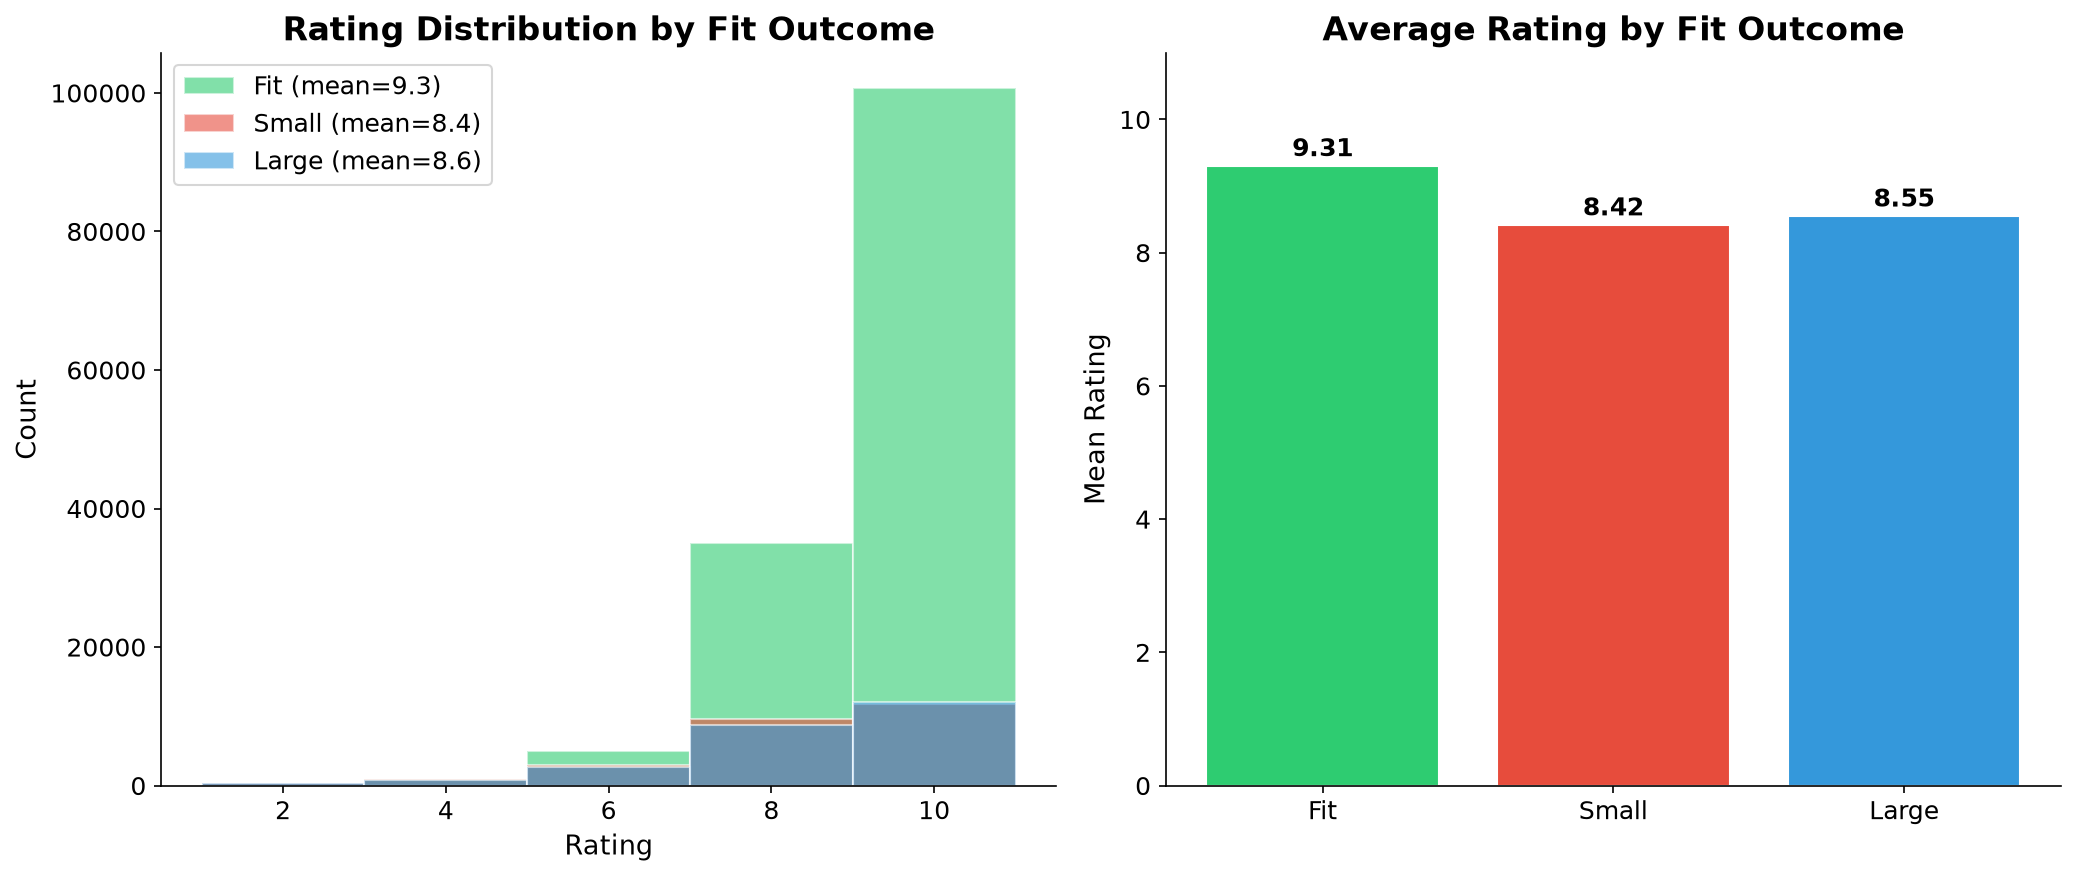 Rating Distribution by Fit Outcome
Fit (mean=9.3)
Small (mean=8.4)
Large (mean=8.6)
100000
80000
60000
40000
20000
0
Count
2 4 6 8 10
Rating
Average Rating by Fit Outcome
10
8
6
4
2
0
Mean Rating
9.31
8.42
8.55
Fit Small Large